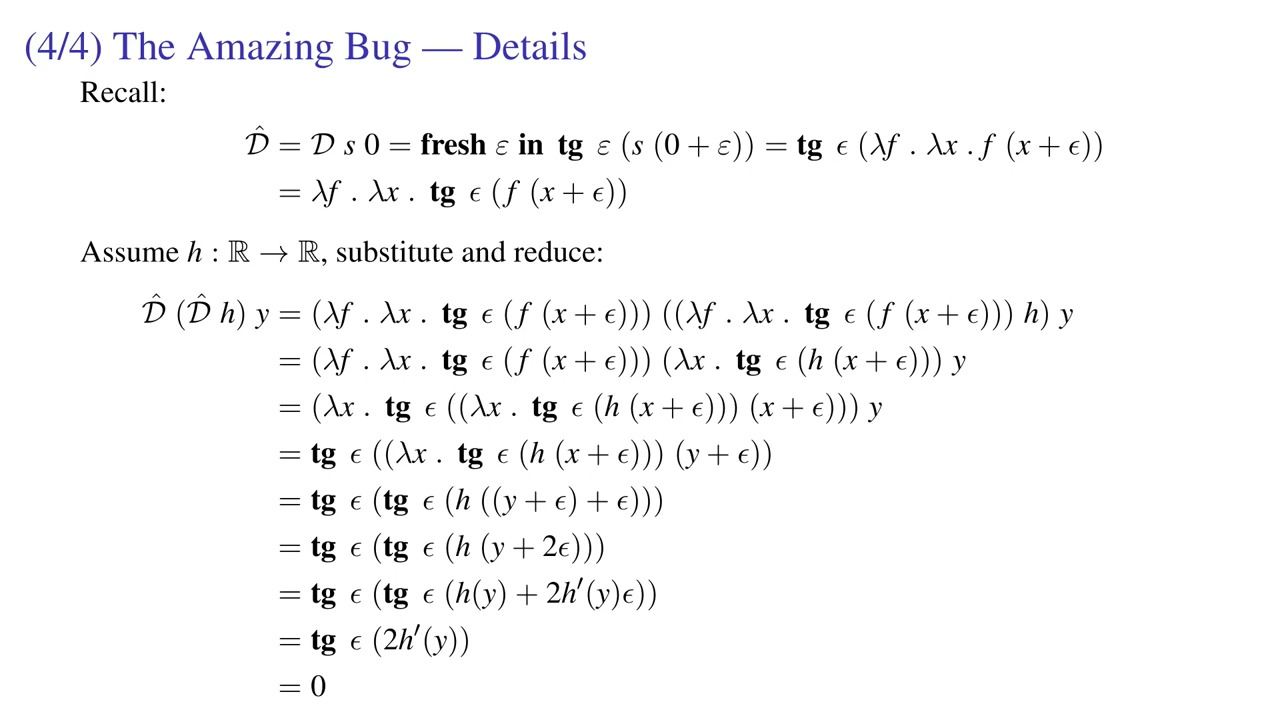 (4/4) The Amazing Bug — Details
Recall:
𝒟̂ = 𝒟 s 0 = fresh ε in tg ε (s (0 + ε)) = tg ϵ (λf . λx . f (x + ϵ))
= λf . λx . tg ϵ (f (x + ϵ))
Assume h : ℝ → ℝ, substitute and reduce:
𝒟̂ (𝒟̂ h) y = (λf . λx . tg ϵ (f (x + ϵ))) ((λf . λx . tg ϵ (f (x + ϵ))) h) y
= (λf . λx . tg ϵ (f (x + ϵ))) (λx . tg ϵ (h (x + ϵ))) y
= (λx . tg ϵ ((λx . tg ϵ (h (x + ϵ))) (x + ϵ))) y
= tg ϵ ((λx . tg ϵ (h (x + ϵ))) (y + ϵ))
= tg ϵ (tg ϵ (h ((y + ϵ) + ϵ)))
= tg ϵ (tg ϵ (h (y + 2ϵ)))
= tg ϵ (tg ϵ (h(y) + 2h′(y)ϵ))
= tg ϵ (2h′(y))
= 0